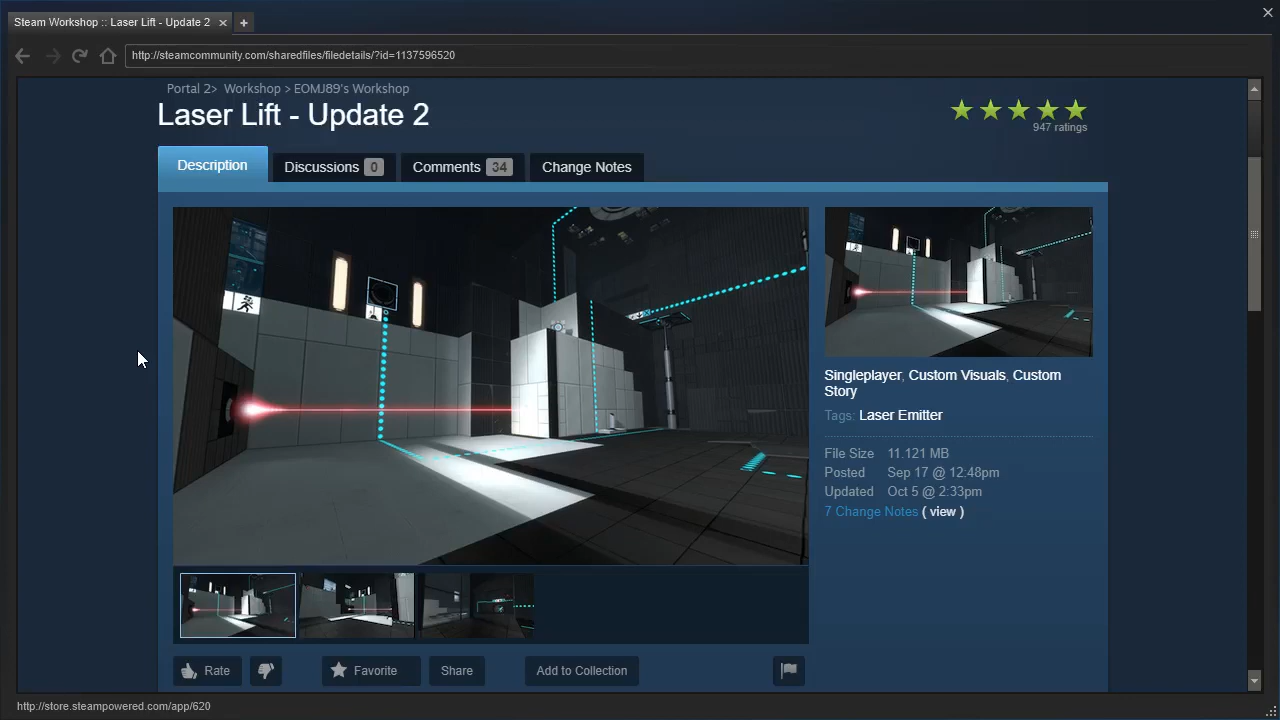 Steam Workshop :: Laser Lift - Update 2
http://steamcommunity.com/sharedfiles/filedetails/?id=1137596520
Portal 2> Workshop > EOMJ89's Workshop
Laser Lift - Update 2
947 ratings
Description
Discussions 0
Comments 34
Change Notes
Singleplayer, Custom Visuals, Custom
Story
Tags: Laser Emitter
File Size 11.121 MB
Posted Sep 17 @ 12:48pm
Updated Oct 5 @ 2:33pm
7 Change Notes ( view )
Rate
Favorite
Share
Add to Collection
http://store.steampowered.com/app/620